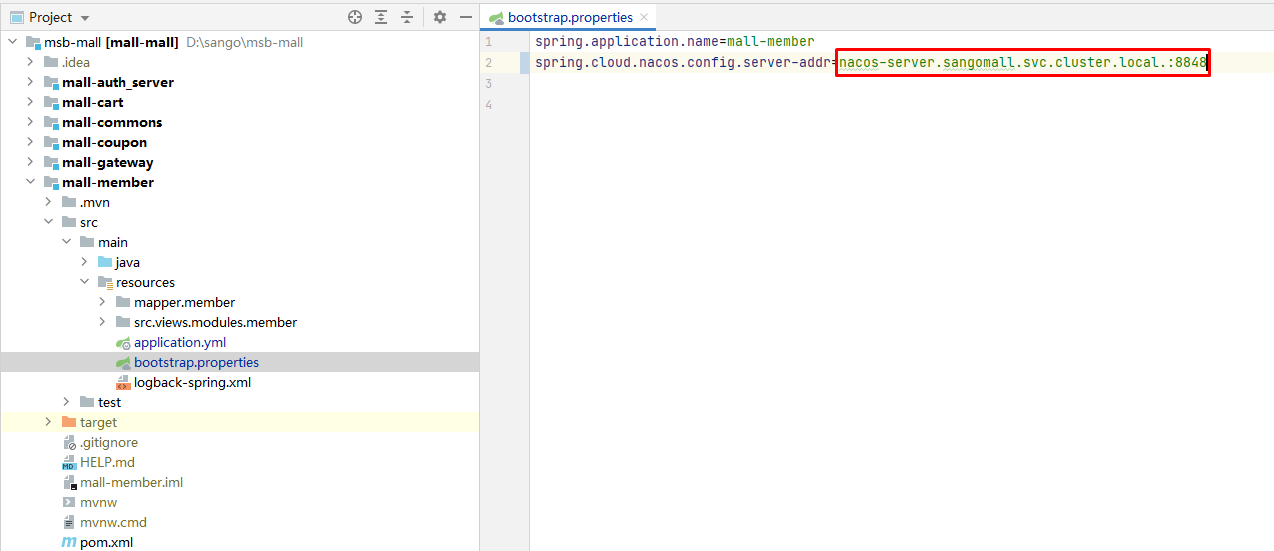 Project
msb-mall [mall-mall] D:\sango\msb-mall
.idea
mall-auth_server
mall-cart
mall-commons
mall-coupon
mall-gateway
mall-member
.mvn
src
main
java
resources
mapper.member
src.views.modules.member
application.yml
bootstrap.properties
logback-spring.xml
test
target
.gitignore
HELP.md
mall-member.iml
mvnw
mvnw.cmd
pom.xml
bootstrap.properties
1 spring.application.name=mall-member
2 spring.cloud.nacos.config.server-addr=nacos-server.sangomall.svc.cluster.local.:8848
3
4